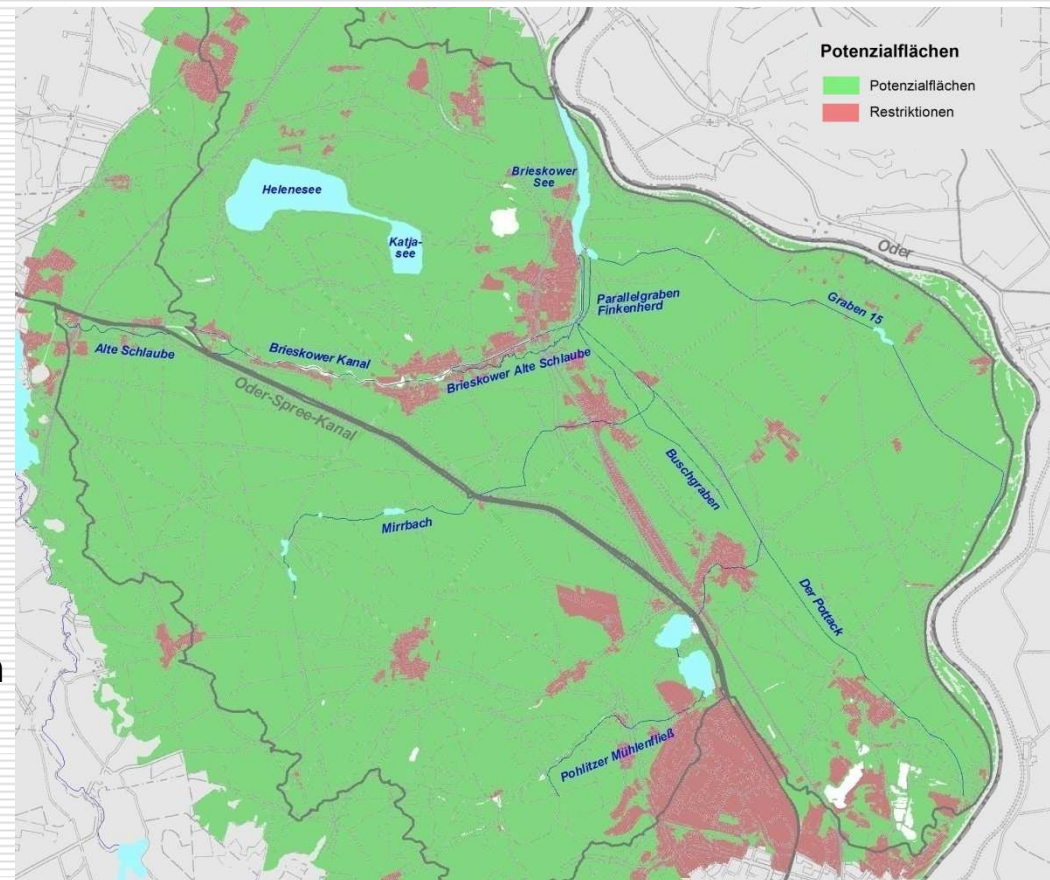 Potenzialflächen
Potenzialflächen
Restriktionen
Brieskower
See
Helenesee
Katja-
see
Oder
Parallelgraben
Finkenherd
Graben 15
Alte Schlaube
Brieskower Kanal
Brieskower Alte Schlaube
Oder-Spree-Kanal
Buschgraben
Mirrbach
Der Pottack
Pohlitzer Mühlenfließ